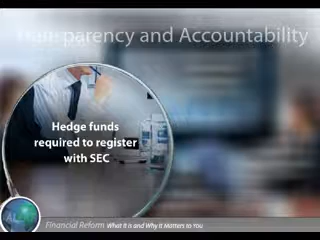 Transparency and Accountability
Hedge funds
required to register
with SEC
Financial Reform What It is and Why It Matters to You